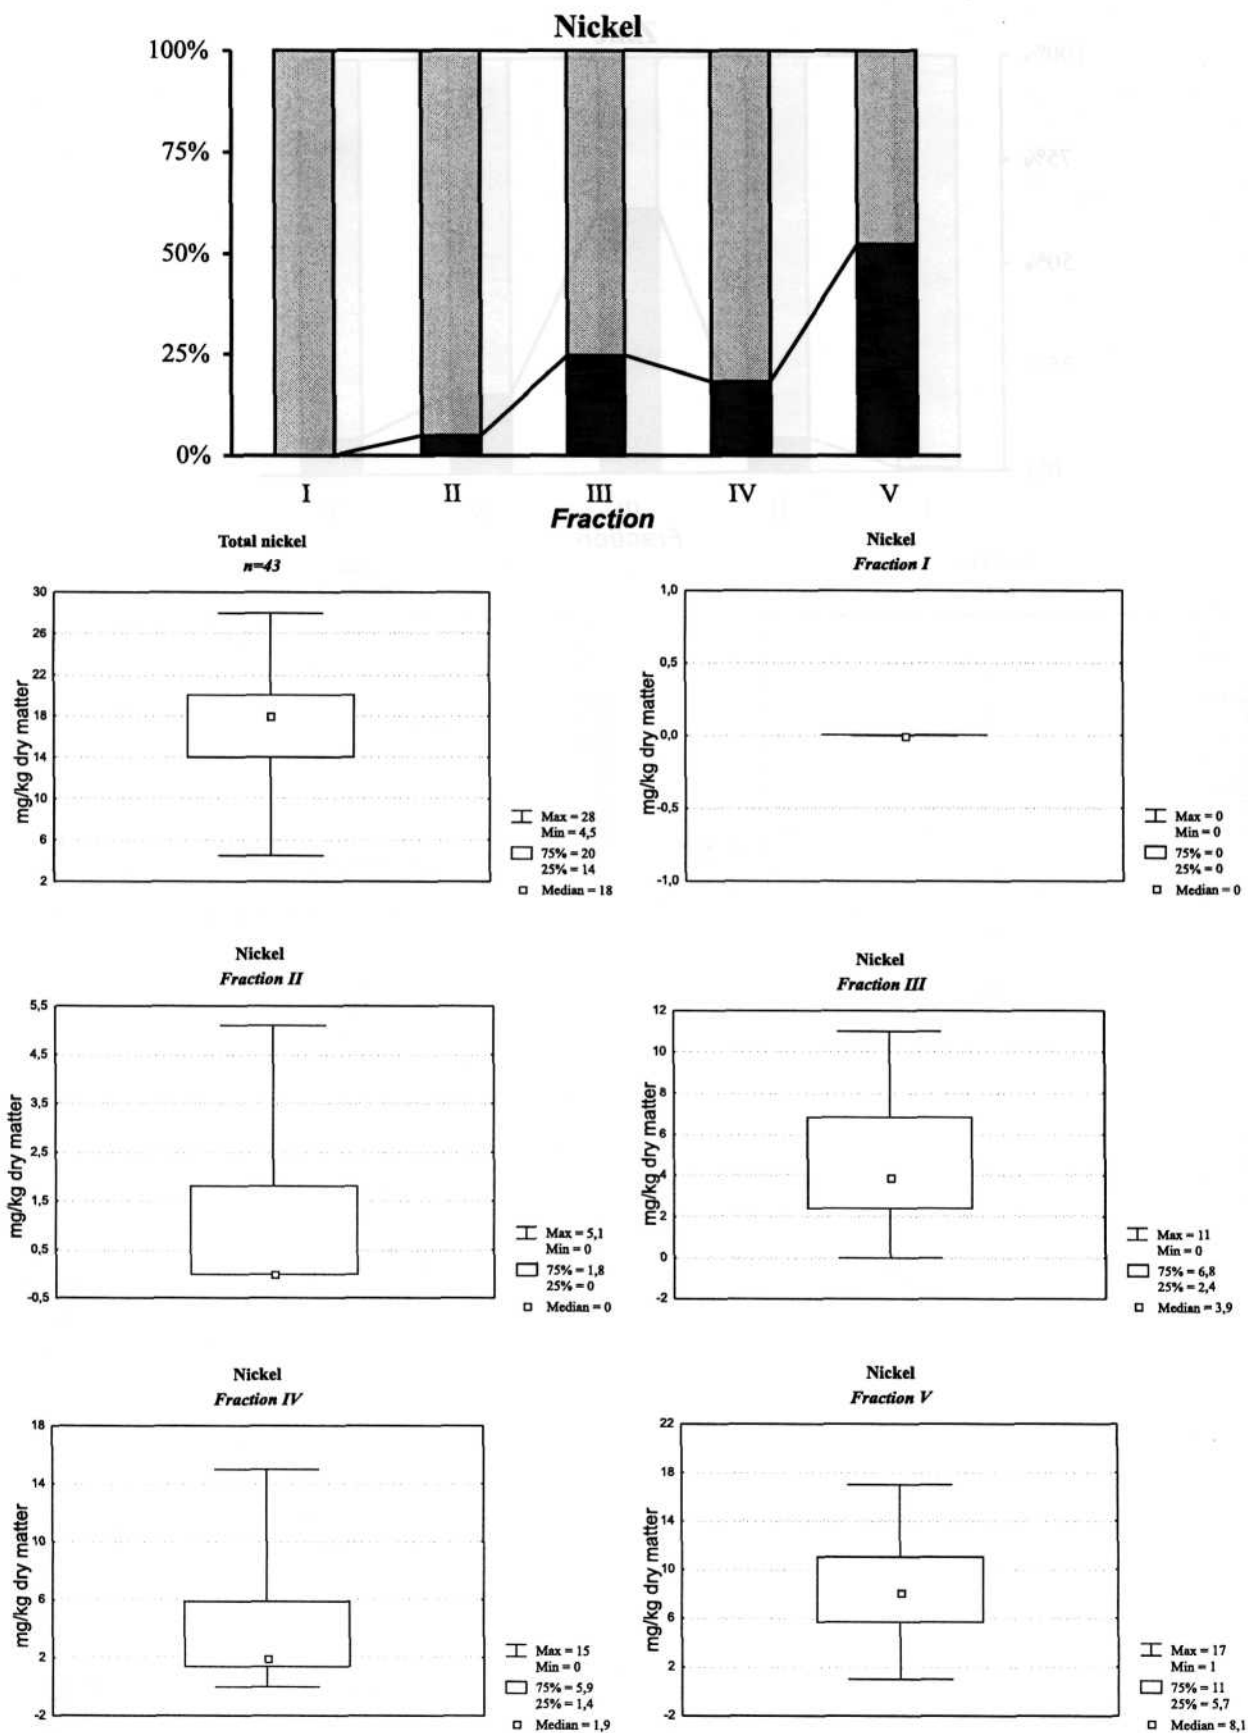 Nickel
100%
75%
50%
25%
0%
I II III IV V
Fraction
Total nickel
n=43
mg/kg dry matter
30
26
22
18
14
10
6
2
Max = 28
Min = 4,5
75% = 20
25% = 14
Median = 18
Nickel
Fraction I
mg/kg dry matter
1,0
0,5
0,0
-0,5
-1,0
Max = 0
Min = 0
75% = 0
25% = 0
Median = 0
Nickel
Fraction II
mg/kg dry matter
5,5
4,5
3,5
2,5
1,5
0,5
-0,5
Max = 5,1
Min = 0
75% = 1,8
25% = 0
Median = 0
Nickel
Fraction III
mg/kg dry matter
12
10
8
6
4
2
0
-2
Max = 11
Min = 0
75% = 6,8
25% = 2,4
Median = 3,9
Nickel
Fraction IV
mg/kg dry matter
18
14
10
6
2
-2
Max = 15
Min = 0
75% = 5,9
25% = 1,4
Median = 1,9
Nickel
Fraction V
mg/kg dry matter
22
18
14
10
6
2
-2
Max = 17
Min = 1
75% = 11
25% = 5,7
Median = 8,1